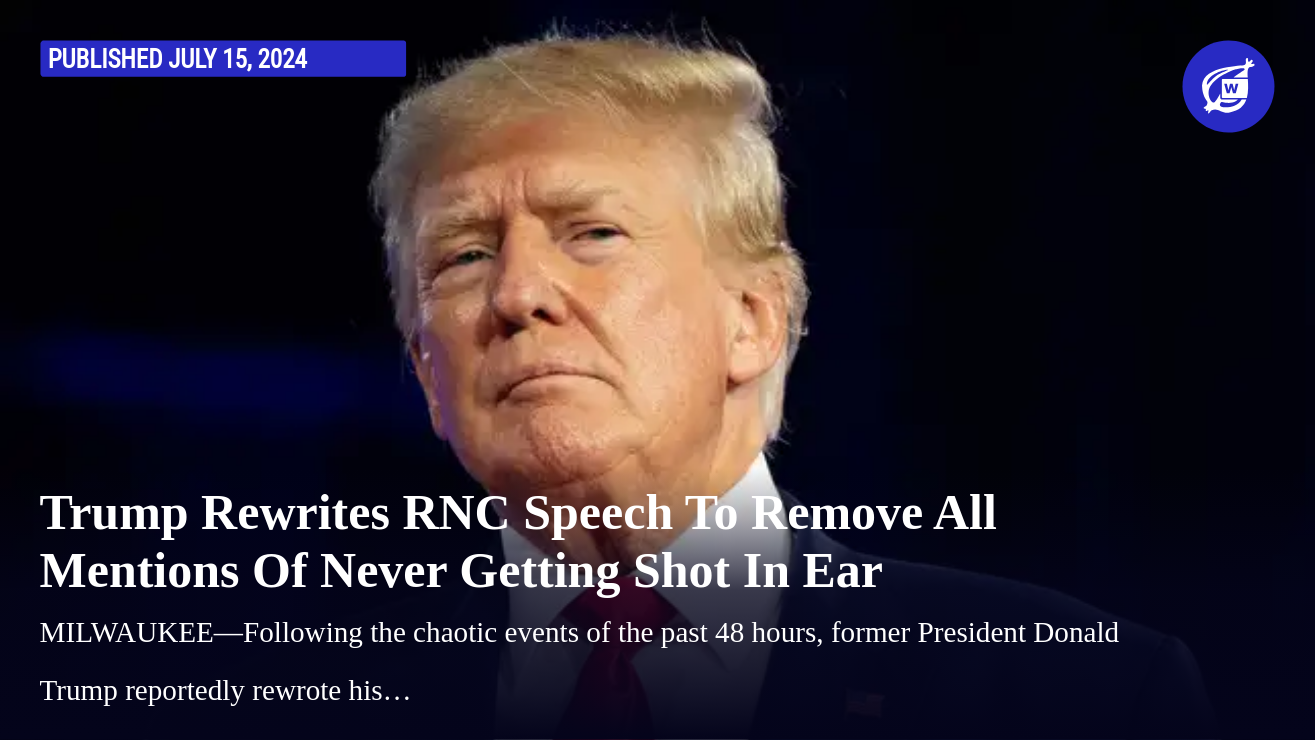 PUBLISHED JULY 15, 2024
W
Trump Rewrites RNC Speech To Remove All
Mentions Of Never Getting Shot In Ear
MILWAUKEE—Following the chaotic events of the past 48 hours, former President Donald
Trump reportedly rewrote his…